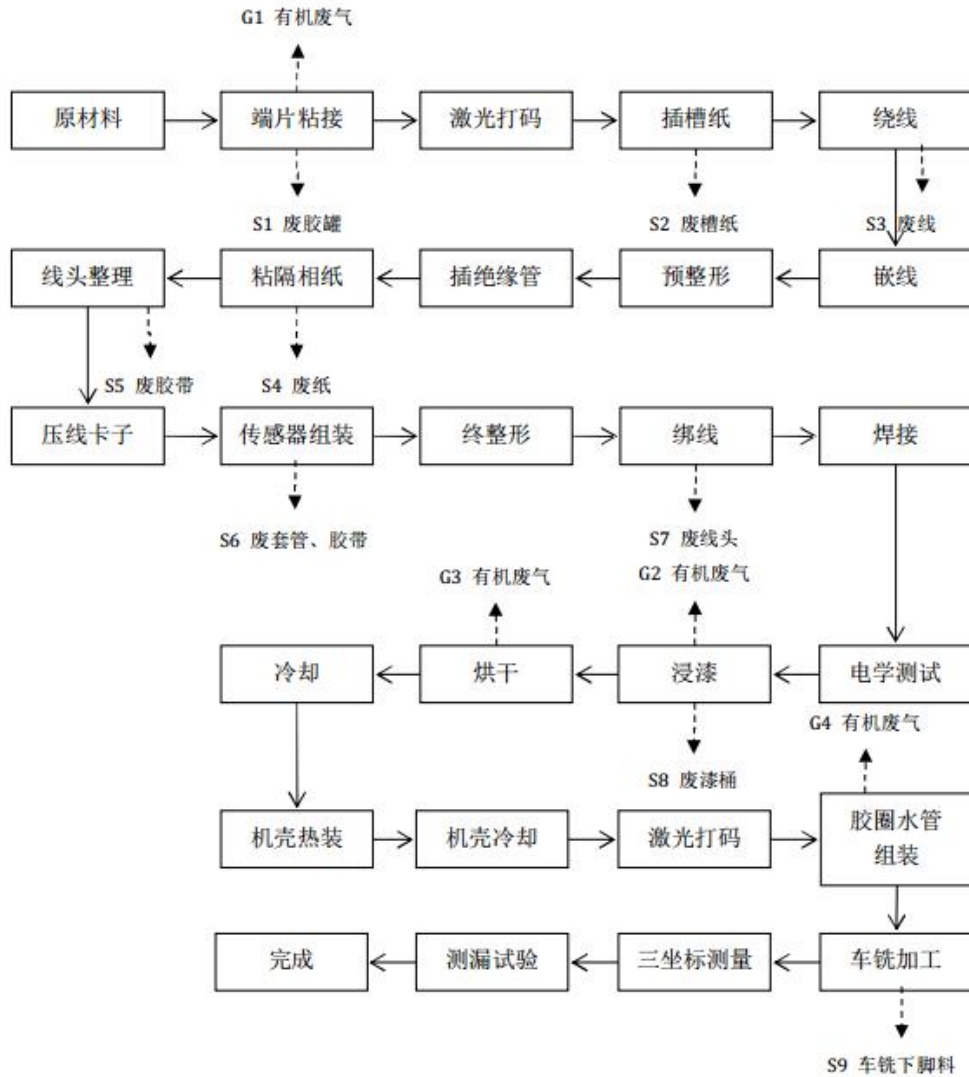 G1 有机废气
原材料
端片粘接
激光打码
插槽纸
绕线
S1 废胶罐
S2 废槽纸
S3 废线
线头整理
粘隔相纸
插绝缘管
预整形
嵌线
S5 废胶带
S4 废纸
压线卡子
传感器组装
终整形
绑线
焊接
S6 废套管、胶带
S7 废线头
G3 有机废气
G2 有机废气
冷却
烘干
浸漆
电学测试
G4 有机废气
S8 废漆桶
机壳热装
机壳冷却
激光打码
胶圈水管
组装
完成
测漏试验
三坐标测量
车铣加工
S9 车铣下脚料